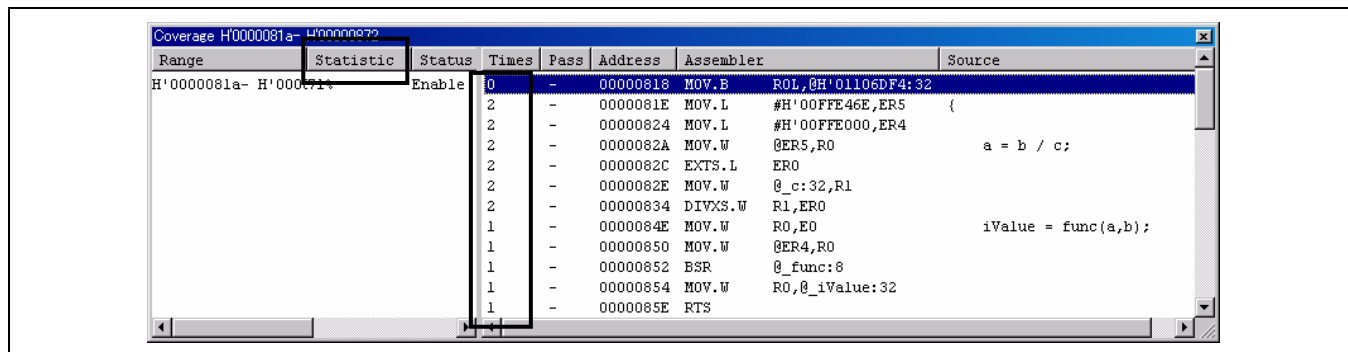 Coverage H'0000081a- H'00000872
Range Statistic Status Times Pass Address Assembler Source
H'0000081a- H'000 71% Enable 0 - 00000818 MOV.B R0L,@H'01106DF4:32
2 - 0000081E MOV.L #H'00FFE46E,ER5 {
2 - 00000824 MOV.L #H'00FFE000,ER4
2 - 0000082A MOV.W @ER5,R0 a = b / c;
2 - 0000082C EXTS.L ER0
2 - 0000082E MOV.W @_c:32,R1
2 - 00000834 DIVXS.W R1,ER0
1 - 0000084E MOV.W R0,E0 iValue = func(a,b);
1 - 00000850 MOV.W @ER4,R0
1 - 00000852 BSR @_func:8
1 - 00000854 MOV.W R0,@_iValue:32
1 - 0000085E RTS